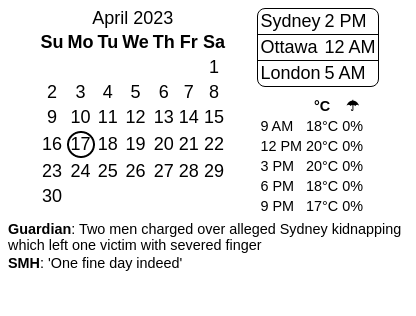 April 2023
Su Mo Tu We Th Fr Sa
1
2 3 4 5 6 7 8
9 10 11 12 13 14 15
16 17 18 19 20 21 22
23 24 25 26 27 28 29
30
Sydney 2 PM
Ottawa 12 AM
London 5 AM
°C ☂
9 AM 18°C 0%
12 PM 20°C 0%
3 PM 20°C 0%
6 PM 18°C 0%
9 PM 17°C 0%
Guardian: Two men charged over alleged Sydney kidnapping
which left one victim with severed finger
SMH: 'One fine day indeed'